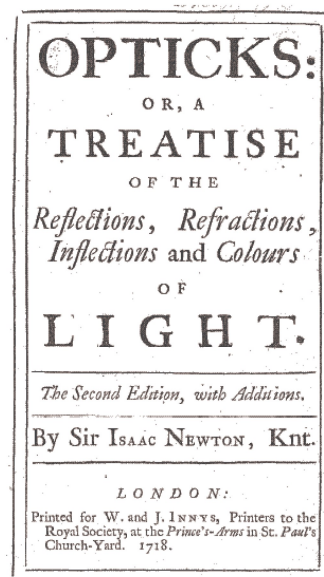 OPTICKS:
OR, A
TREATISE
OF THE
Reflections, Refractions,
Inflections and Colours
OF
LIGHT.
The Second Edition, with Additions.
By Sir ISAAC NEWTON, Knt.
LONDON:
Printed for W. and J. INNYS, Printers to the
Royal Society, at the Prince's-Arms in St. Paul's
Church-Yard. 1718.